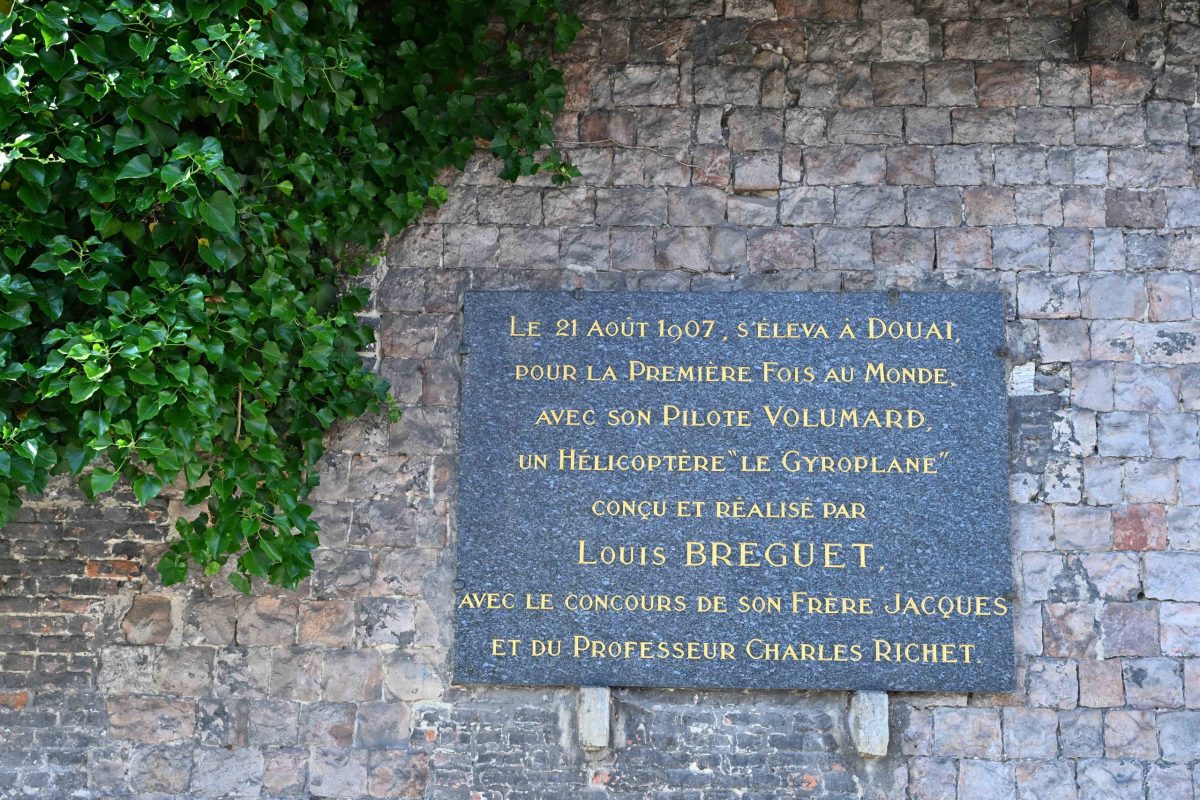 Le 21 août 1907, s'éleva à Douai,
pour la Première Fois au Monde,
avec son Pilote VOLUMARD,
un Hélicoptère "le Gyroplane"
conçu et réalisé par
Louis BREGUET,
avec le concours de son Frère Jacques
et du Professeur Charles Richet.